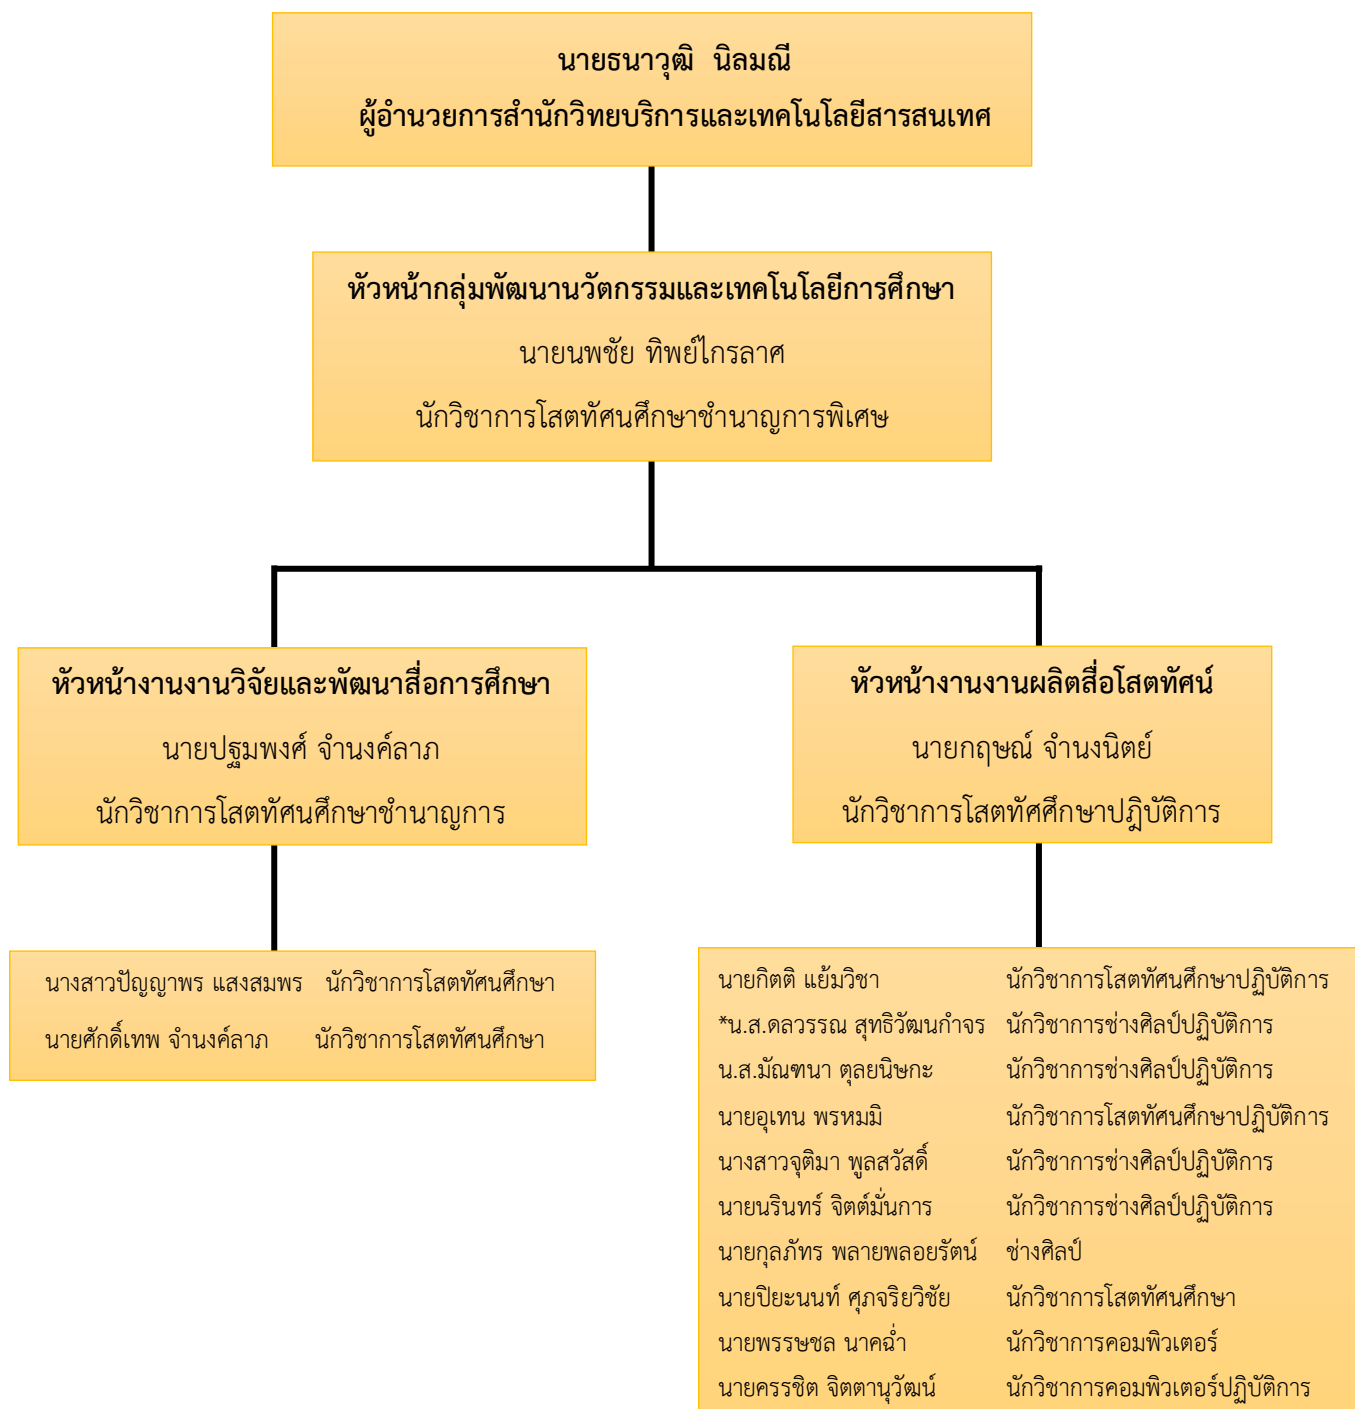 นายธนาวุฒิ นิลมณี
ผู้อำนวยการสำนักวิทยบริการและเทคโนโลยีสารสนเทศ
หัวหน้ากลุ่มพัฒนานวัตกรรมและเทคโนโลยีการศึกษา
นายนพชัย ทิพย์ไกรลาศ
นักวิชาการโสตทัศนศึกษาชำนาญการพิเศษ
หัวหน้างานงานวิจัยและพัฒนาสื่อการศึกษา
นายปฐมพงศ์ จำนงค์ลาภ
นักวิชาการโสตทัศนศึกษาชำนาญการ
นางสาวปัญญาพร แสงสมพร นักวิชาการโสตทัศนศึกษา
นายศักดิ์เทพ จำนงค์ลาภ นักวิชาการโสตทัศนศึกษา
หัวหน้างานงานผลิตสื่อโสตทัศน์
นายกฤษณ์ จำนงนิตย์
นักวิชาการโสตทัศศึกษาปฎิบัติการ
นายกิตติ แย้มวิชา นักวิชาการโสตทัศนศึกษาปฏิบัติการ
*น.ส.ดลวรรณ สุทธิวัฒนกำจร นักวิชาการช่างศิลป์ปฏิบัติการ
น.ส.มัณฑนา ตุลยนิษกะ นักวิชาการช่างศิลป์ปฏิบัติการ
นายอุเทน พรหมมิ นักวิชาการโสตทัศนศึกษาปฏิบัติการ
นางสาวจุติมา พูลสวัสดิ์ นักวิชาการช่างศิลป์ปฏิบัติการ
นายนรินทร์ จิตต์มั่นการ นักวิชาการช่างศิลป์ปฏิบัติการ
นายกุลภัทร พลายพลอยรัตน์ ช่างศิลป์
นายปิยะนนท์ ศุภจริยวิชัย นักวิชาการโสตทัศนศึกษา
นายพรรษชล นาคฉ่ำ นักวิชาการคอมพิวเตอร์
นายครรชิต จิตตานุวัฒน์ นักวิชาการคอมพิวเตอร์ปฏิบัติการ